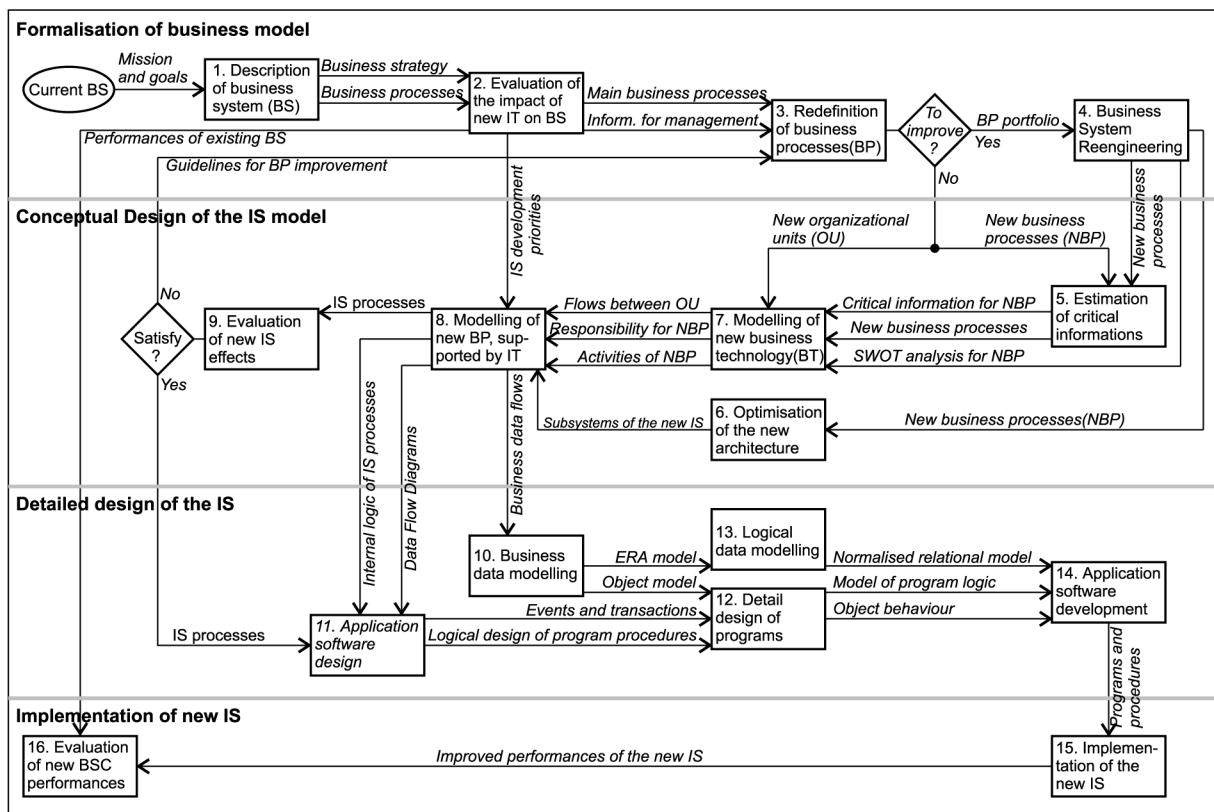 Formalisation of business model
Current BS
Mission
and goals
1. Description
of business
system (BS)
Business strategy
Business processes
2. Evaluation of
the impact of
new IT on BS
Main business processes
Inform. for management
3. Redefinition
of business
processes(BP)
To
improve
?
BP portfolio
Yes
No
4. Business
System
Reengineering
Performances of existing BS
Guidelines for BP improvement
IS development
priorities
New business
processes
Conceptual Design of the IS model
New organizational
units (OU)
New business
processes (NBP)
No
Satisfy
?
Yes
9. Evaluation
of new IS
effects
IS processes
8. Modelling of
new BP, sup-
ported by IT
Flows between OU
Responsibility for NBP
Activities of NBP
7. Modelling of
new business
technology(BT)
Critical information for NBP
New business processes
SWOT analysis for NBP
5. Estimation
of critical
informations
Subsystems of the new IS
6. Optimisation
of the new
architecture
New business processes(NBP)
Internal logic of IS processes
Data Flow Diagrams
Business data flows
Detailed design of the IS
10. Business
data modelling
ERA model
Object model
13. Logical
data modelling
Normalised relational model
Model of program logic
Object behaviour
12. Detail
design of
programs
14. Application
software
development
IS processes
11. Application
software
design
Events and transactions
Logical design of program procedures
Programs and
procedures
Implementation of new IS
16. Evaluation
of new BSC
performances
Improved performances of the new IS
15. Implemen-
tation of the
new IS